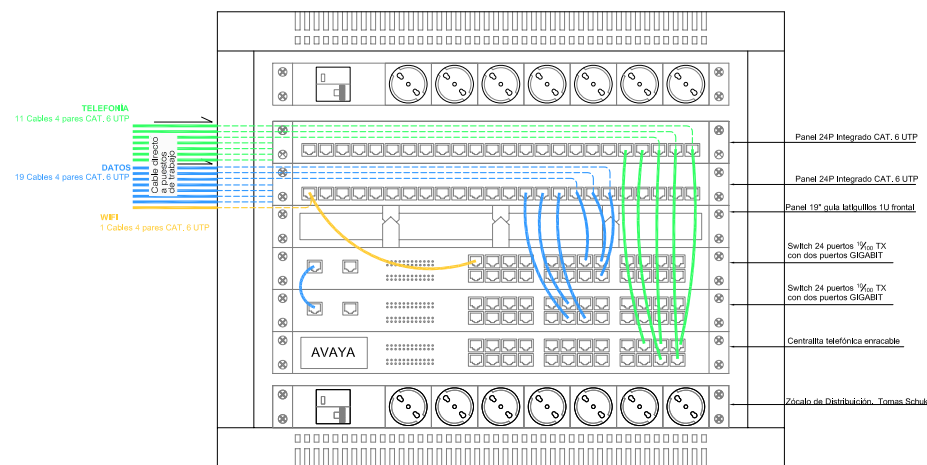 TELEFONÍA
11 Cables 4 pares CAT. 6 UTP
DATOS
19 Cables 4 pares CAT. 6 UTP
WIFI
1 Cables 4 pares CAT. 6 UTP
Cable directo
a puestos
de trabajo
Panel 24P Integrado CAT. 6 UTP
Panel 24P Integrado CAT. 6 UTP
Panel 19" guía latiguillos 1U frontal
Switch 24 puertos 10/100 TX
con dos puertos GIGABIT
Switch 24 puertos 10/100 TX
con dos puertos GIGABIT
Centralita telefónica enracable
AVAYA
Zócalo de Distribución. Tomas Schuk